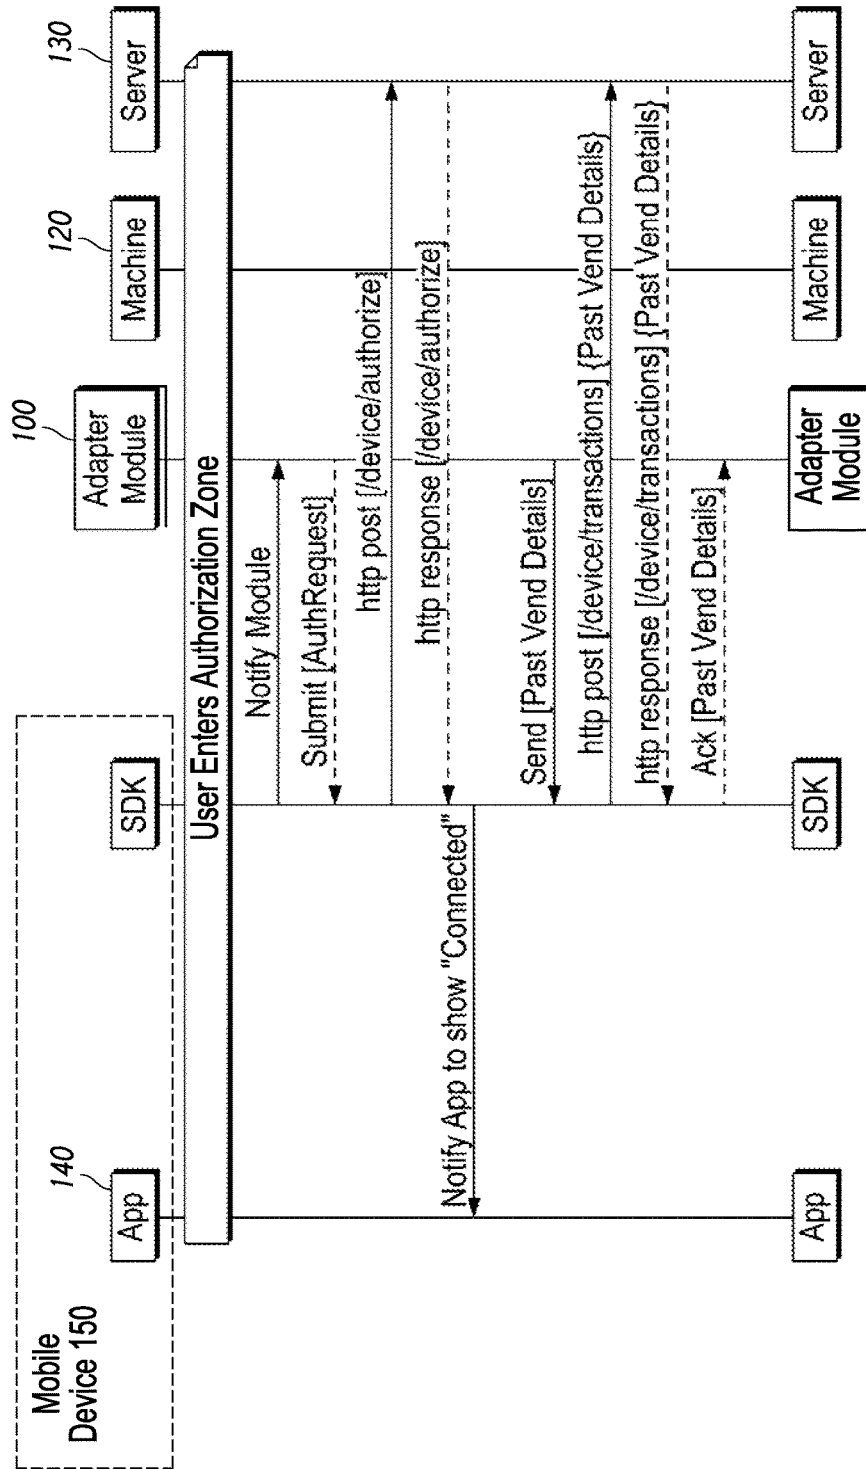 Mobile
Device 150
140
100
120
130
App
SDK
Adapter
Module
Machine
Server
User Enters Authorization Zone
Notify Module
Submit [AuthRequest]
http post [/device/authorize]
http response [/device/authorize]
Notify App to show "Connected"
Send [Past Vend Details]
http post [/device/transactions] {Past Vend Details}
http response [/device/transactions] {Past Vend Details}
Ack [Past Vend Details]
App
SDK
Adapter
Module
Machine
Server